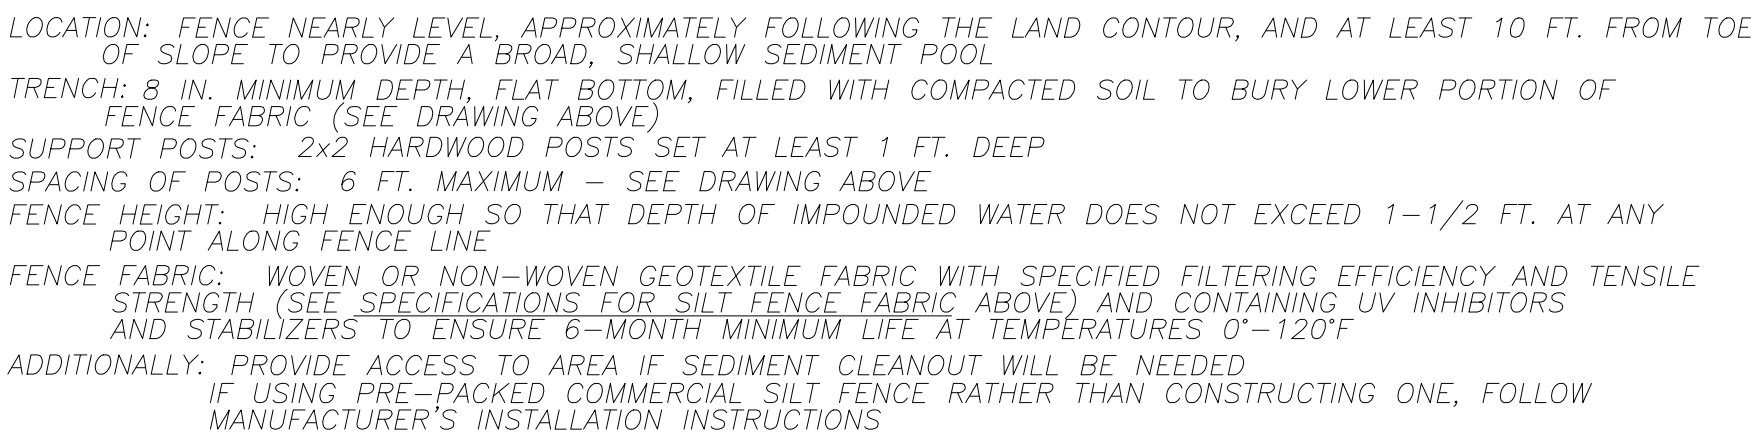 LOCATION: FENCE NEARLY LEVEL, APPROXIMATELY FOLLOWING THE LAND CONTOUR, AND AT LEAST 10 FT. FROM TOE
OF SLOPE TO PROVIDE A BROAD, SHALLOW SEDIMENT POOL
TRENCH: 8 IN. MINIMUM DEPTH, FLAT BOTTOM, FILLED WITH COMPACTED SOIL TO BURY LOWER PORTION OF
FENCE FABRIC (SEE DRAWING ABOVE)
SUPPORT POSTS: 2x2 HARDWOOD POSTS SET AT LEAST 1 FT. DEEP
SPACING OF POSTS: 6 FT. MAXIMUM – SEE DRAWING ABOVE
FENCE HEIGHT: HIGH ENOUGH SO THAT DEPTH OF IMPOUNDED WATER DOES NOT EXCEED 1-1/2 FT. AT ANY
POINT ALONG FENCE LINE
FENCE FABRIC: WOVEN OR NON-WOVEN GEOTEXTILE FABRIC WITH SPECIFIED FILTERING EFFICIENCY AND TENSILE
STRENGTH (SEE SPECIFICATIONS FOR SILT FENCE FABRIC ABOVE) AND CONTAINING UV INHIBITORS
AND STABILIZERS TO ENSURE 6-MONTH MINIMUM LIFE AT TEMPERATURES 0°-120°F
ADDITIONALLY: PROVIDE ACCESS TO AREA IF SEDIMENT CLEANOUT WILL BE NEEDED
IF USING PRE-PACKED COMMERCIAL SILT FENCE RATHER THAN CONSTRUCTING ONE, FOLLOW
MANUFACTURER'S INSTALLATION INSTRUCTIONS